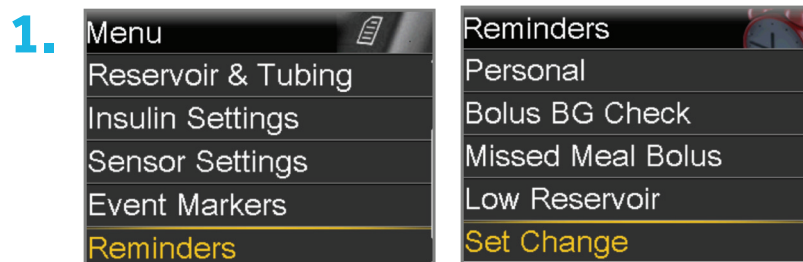 1.
Menu
Reservoir & Tubing
Insulin Settings
Sensor Settings
Event Markers
Reminders
Reminders
Personal
Bolus BG Check
Missed Meal Bolus
Low Reservoir
Set Change